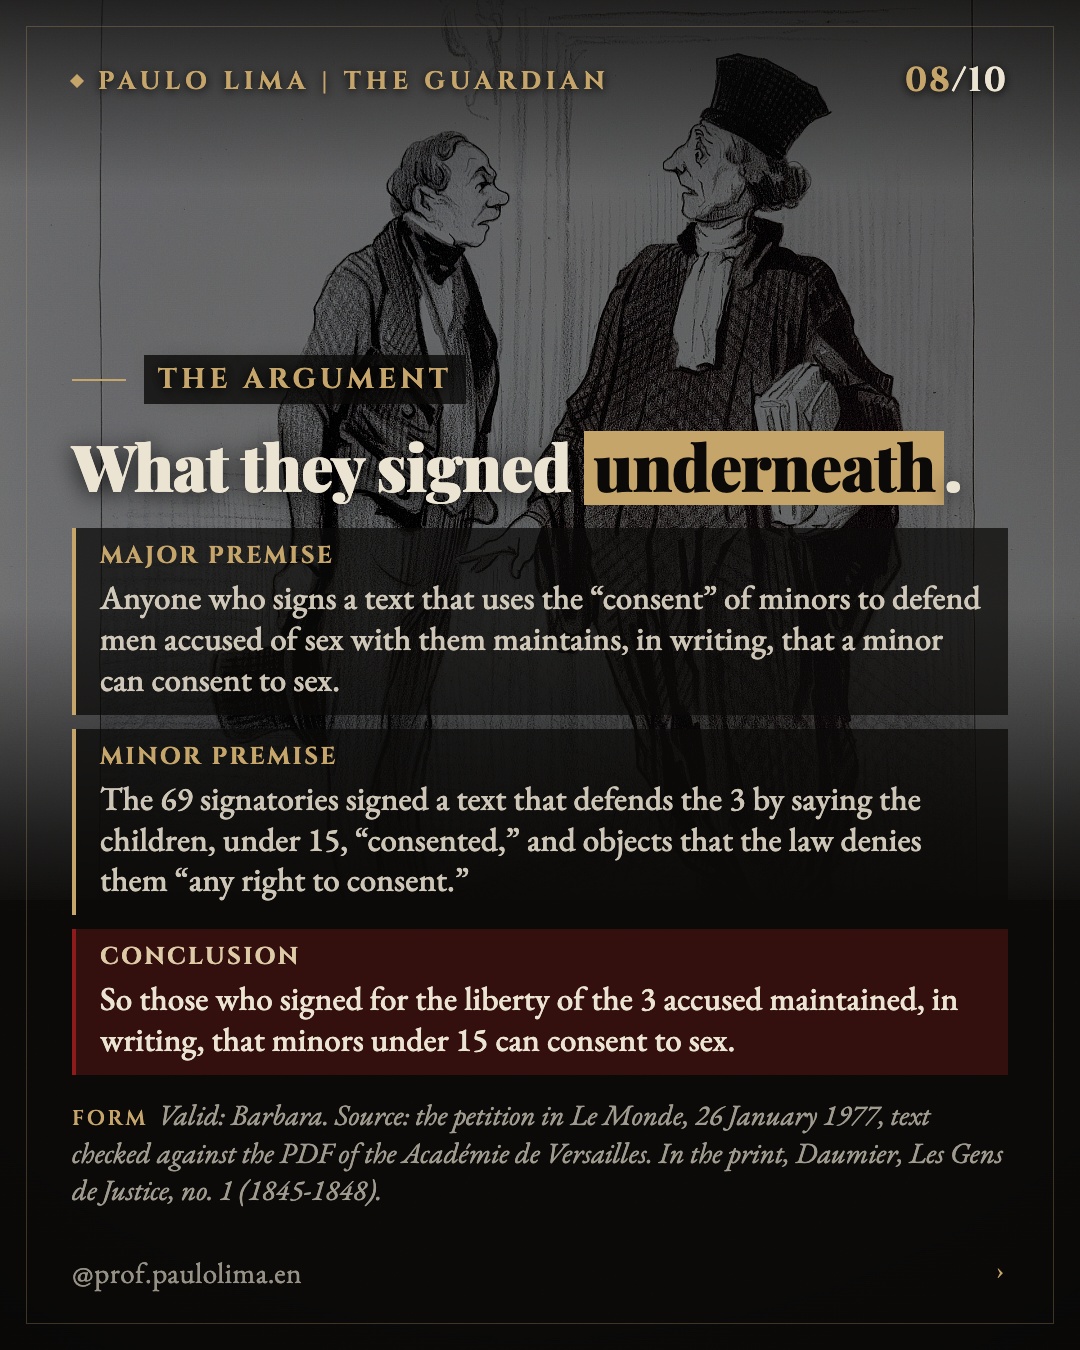 ◆ PAULO LIMA | THE GUARDIAN
08/10
THE ARGUMENT
What they signed underneath.
MAJOR PREMISE
Anyone who signs a text that uses the “consent” of minors to defend
men accused of sex with them maintains, in writing, that a minor
can consent to sex.
MINOR PREMISE
The 69 signatories signed a text that defends the 3 by saying the
children, under 15, “consented,” and objects that the law denies
them “any right to consent.”
CONCLUSION
So those who signed for the liberty of the 3 accused maintained, in
writing, that minors under 15 can consent to sex.
FORM Valid: Barbara. Source: the petition in Le Monde, 26 January 1977, text
checked against the PDF of the Académie de Versailles. In the print, Daumier, Les Gens
de Justice, no. 1 (1845-1848).
@prof.paulolima.en
›